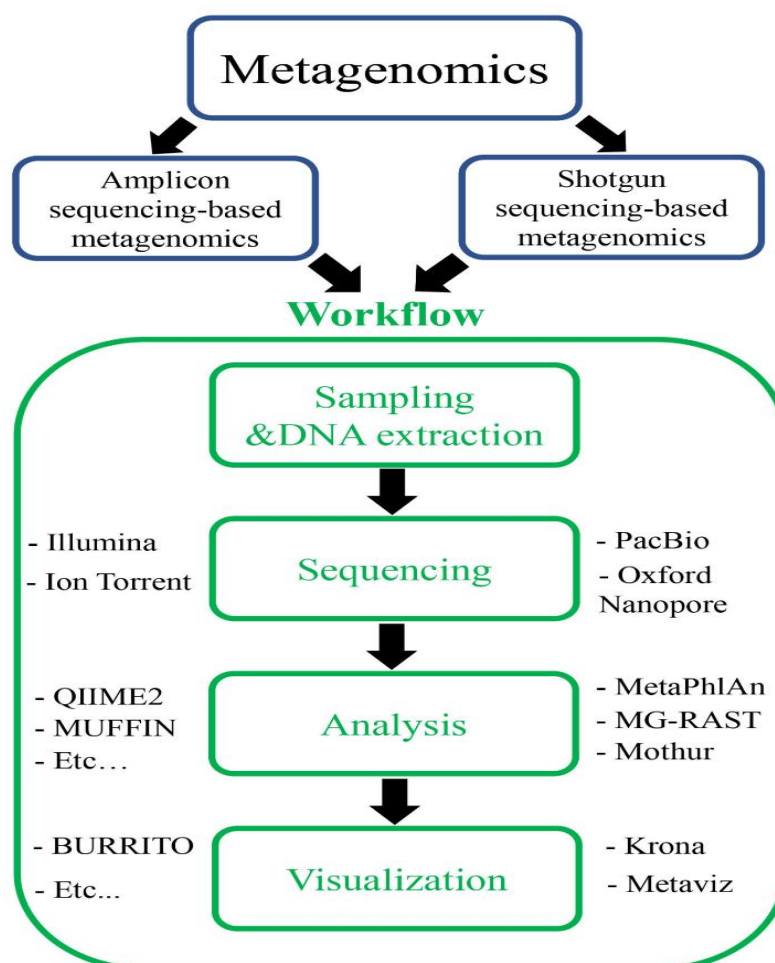 Metagenomics
Amplicon
sequencing-based
metagenomics
Shotgun
sequencing-based
metagenomics
Workflow
Sampling
&DNA extraction
- Illumina
- Ion Torrent
Sequencing
- PacBio
- Oxford
Nanopore
- QIIME2
- MUFFIN
- Etc…
Analysis
- MetaPhlAn
- MG-RAST
- Mothur
- BURRITO
- Etc...
Visualization
- Krona
- Metaviz